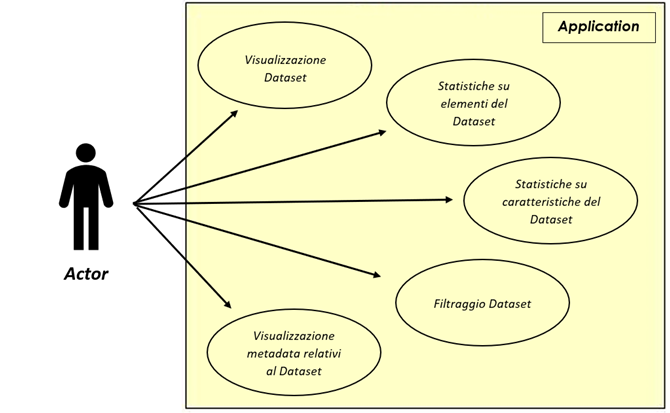 Application
Visualizzazione
Dataset
Statistiche su
elementi del
Dataset
Statistiche su
caratteristiche del
Dataset
Actor
Filtraggio Dataset
Visualizzazione
metadata relativi
al Dataset